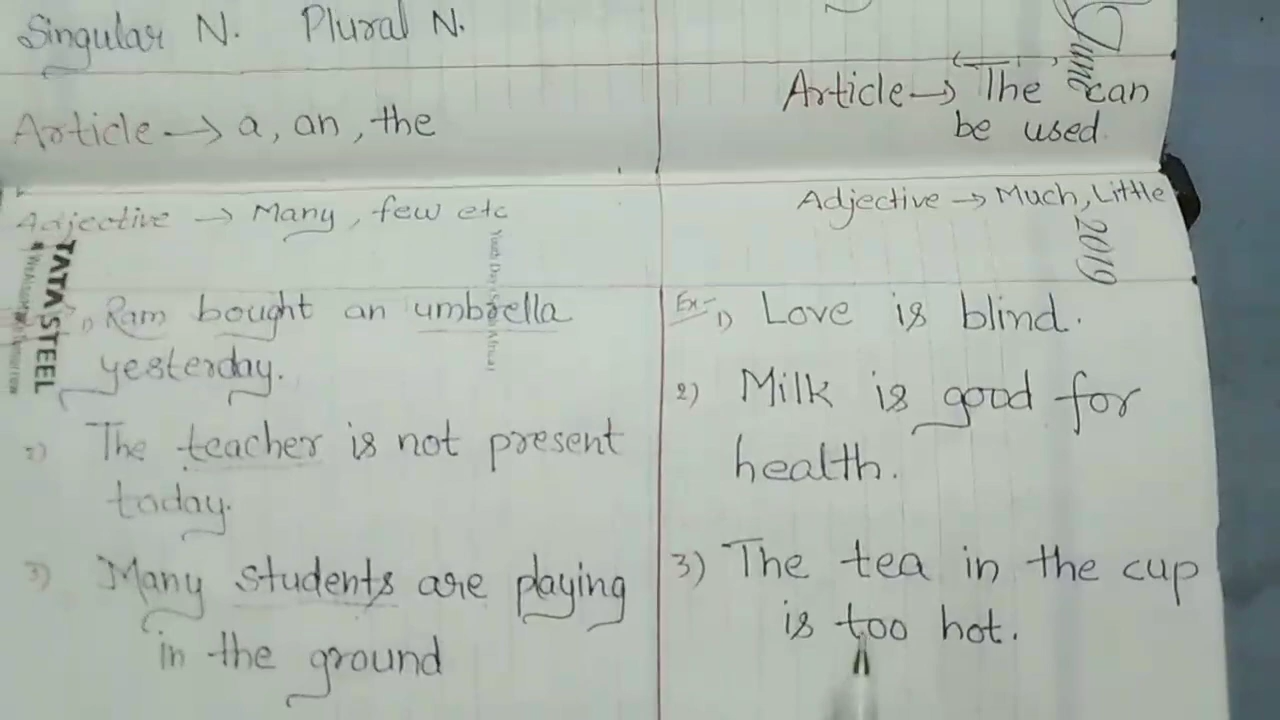 Singular N. Plural N.
Article → a, an, the
Adjective → Many, few etc
1) Ram bought an umbrella
yesterday.
2) The teacher is not present
today.
3) Many students are playing
in the ground
Article → The can
be used.
Adjective → Much, Little
Ex- 1) Love is blind.
2) Milk is good for
health.
3) The tea in the cup
is too hot.
TATA STEEL
June
2019